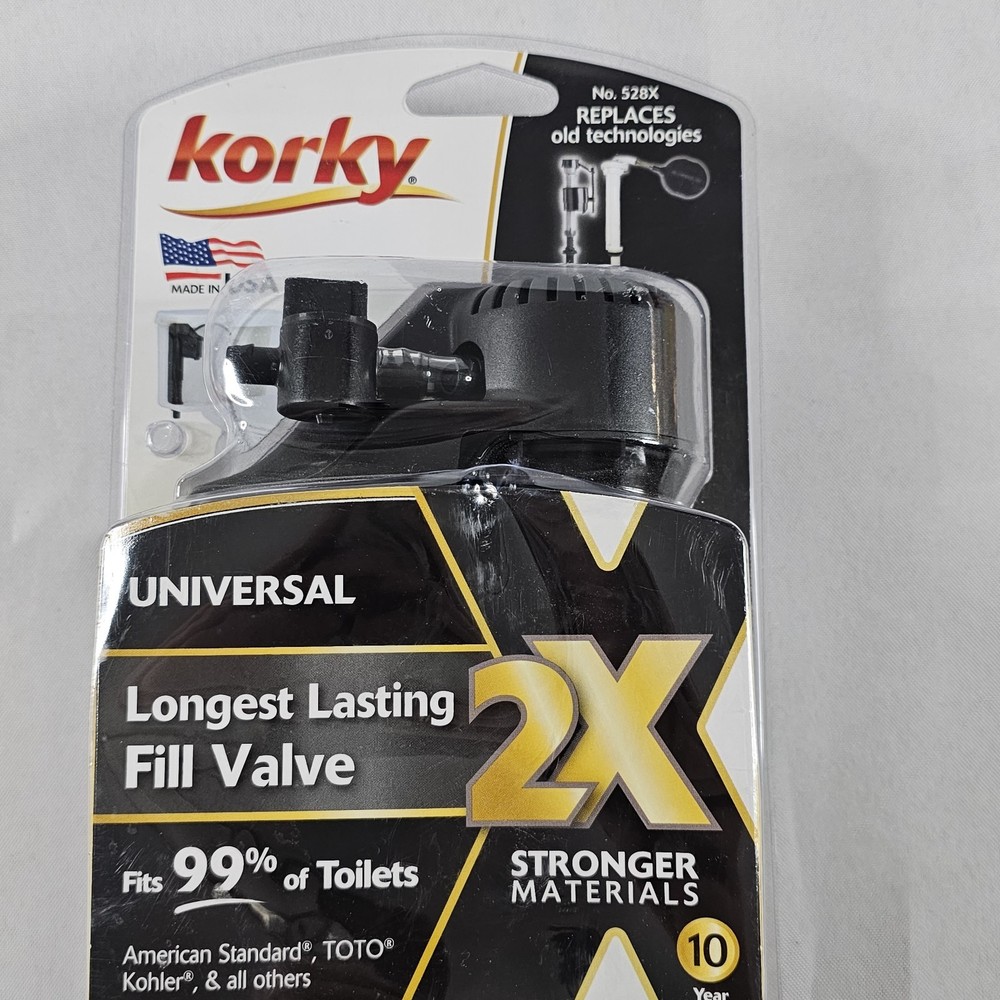 korky®
No. 528X
REPLACES
old technologies
MADE IN USA
UNIVERSAL
Longest Lasting
Fill Valve
2X
STRONGER
MATERIALS
Fits 99% of Toilets
American Standard®, TOTO®
Kohler®, & all others
10
Year